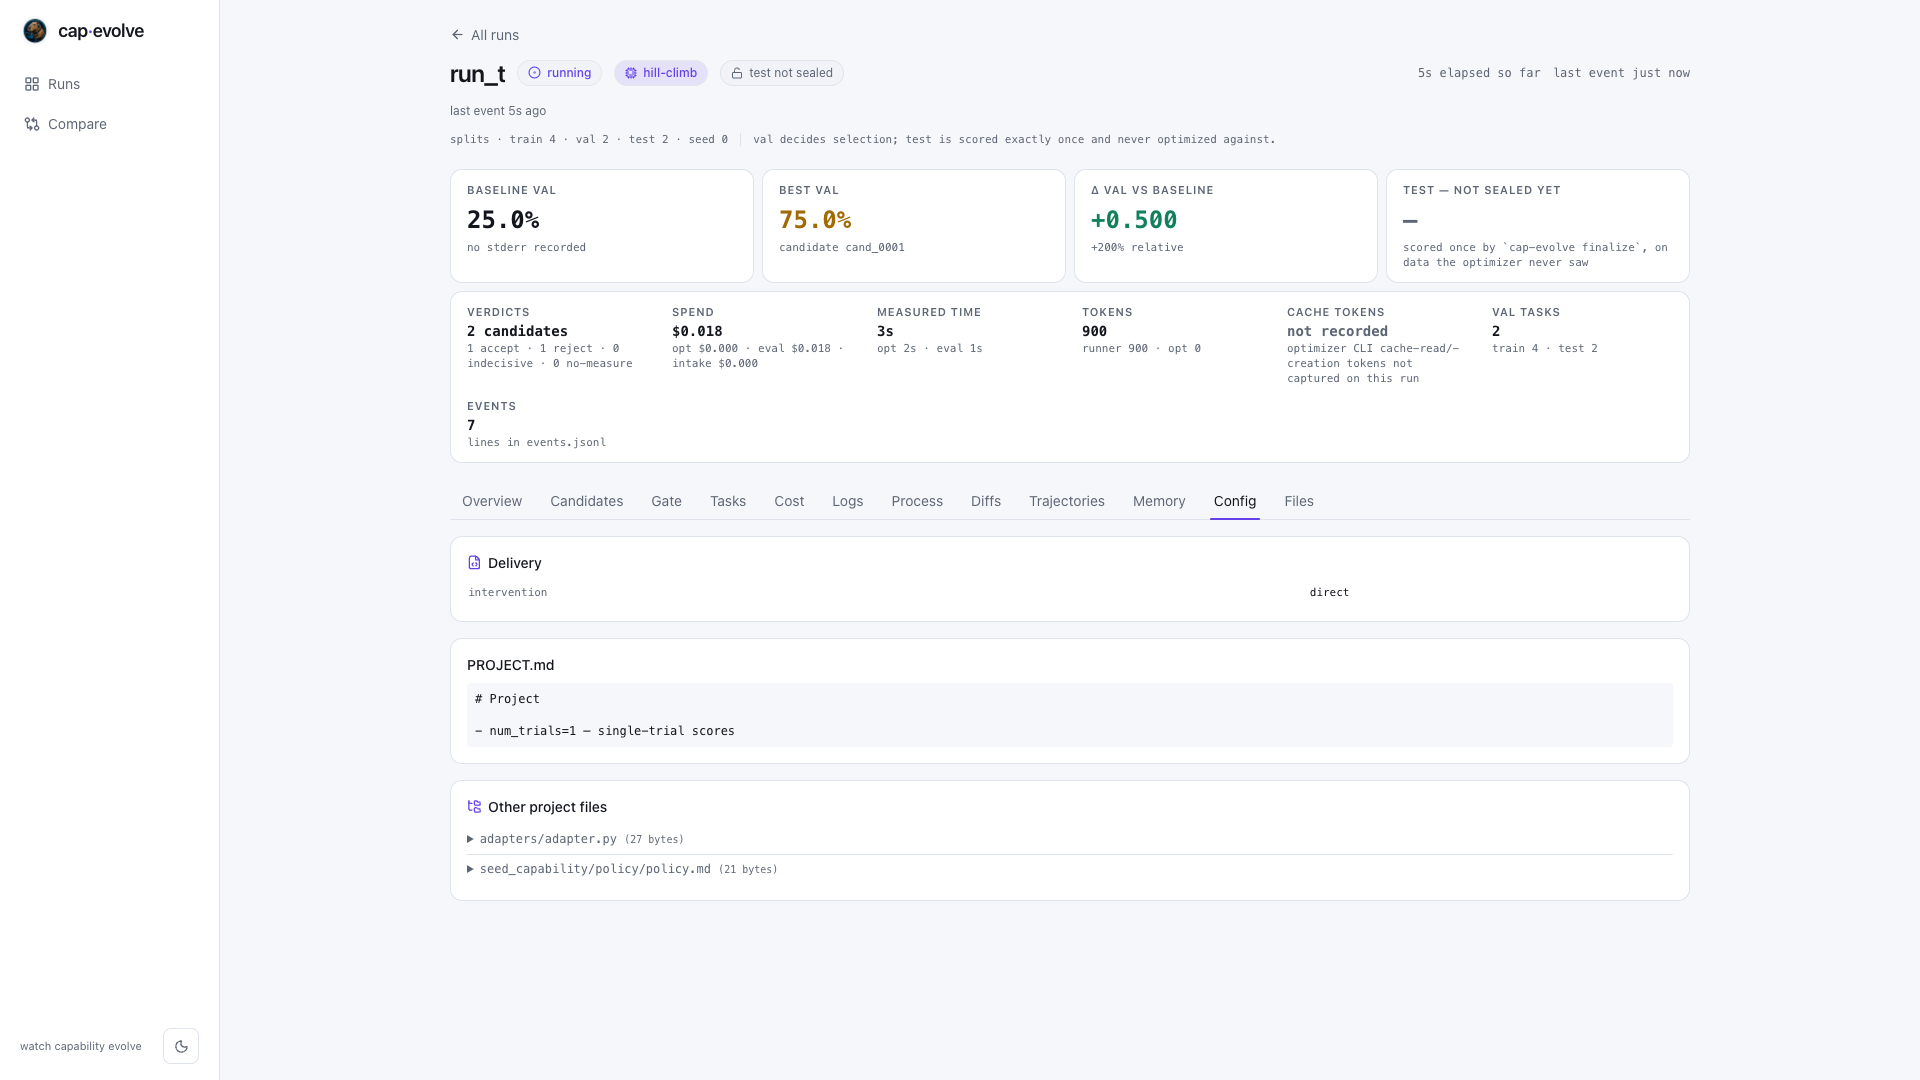 cap·evolve
Runs
Compare
All runs
run_t
running
hill-climb
test not sealed
5s elapsed so far last event just now
last event 5s ago
splits · train 4 · val 2 · test 2 · seed 0
val decides selection; test is scored exactly once and never optimized against.
BASELINE VAL
25.0%
no stderr recorded
BEST VAL
75.0%
candidate cand_0001
Δ VAL VS BASELINE
+0.500
+200% relative
TEST — NOT SEALED YET
—
scored once by `cap-evolve finalize`, on
data the optimizer never saw
VERDICTS
2 candidates
1 accept · 1 reject · 0
indecisive · 0 no-measure
SPEND
$0.018
opt $0.000 · eval $0.018 ·
intake $0.000
MEASURED TIME
3s
opt 2s · eval 1s
TOKENS
900
runner 900 · opt 0
CACHE TOKENS
not recorded
optimizer CLI cache-read/-
creation tokens not
captured on this run
VAL TASKS
2
train 4 · test 2
EVENTS
7
lines in events.jsonl
Overview Candidates Gate Tasks Cost Logs Process Diffs Trajectories Memory Config Files
Delivery
intervention direct
PROJECT.md
# Project
- num_trials=1 — single-trial scores
Other project files
adapters/adapter.py (27 bytes)
seed_capability/policy/policy.md (21 bytes)
watch capability evolve